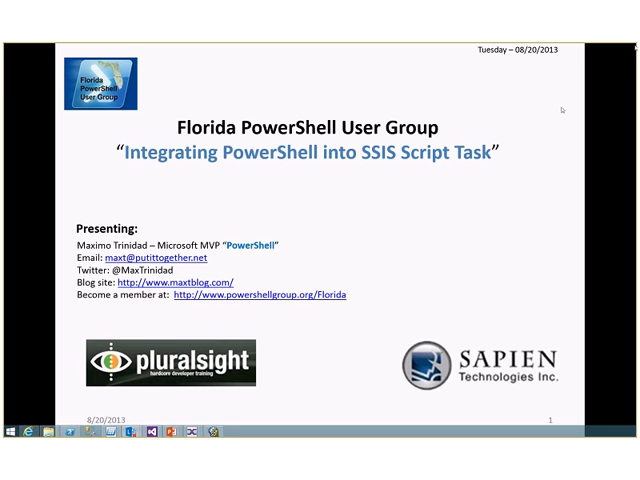 Tuesday – 08/20/2013
Florida
PowerShell
User Group
Florida PowerShell User Group
“Integrating PowerShell into SSIS Script Task”
Presenting:
Maximo Trinidad – Microsoft MVP “PowerShell”
Email: maxt@putittogether.net
Twitter: @MaxTrinidad
Blog site: http://www.maxtblog.com/
Become a member at: http://www.powershellgroup.org/Florida
pluralsight
hardcore developer training
SAPIEN
Technologies Inc.
8/20/2013
1